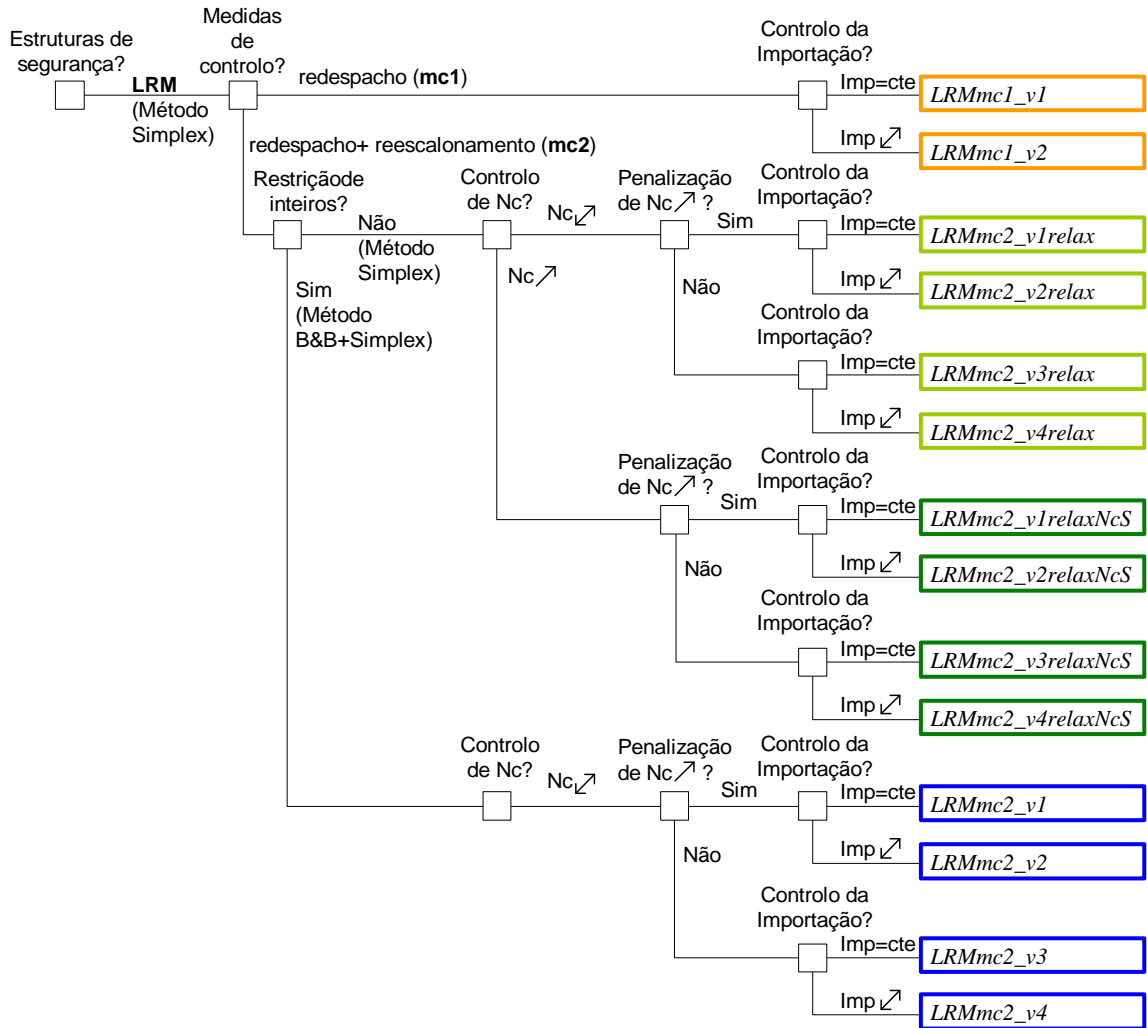 Estruturas de
segurança?
LRM
(Método
Simplex)
Medidas
de
controlo?
redespacho (mc1)
Controlo da
Importação?
Imp=cte
LRMmc1_v1
Imp
LRMmc1_v2
redespacho+ reescalonamento (mc2)
Restriçãode
inteiros?
Não
(Método
Simplex)
Controlo
de Nc?
Nc
Penalização
de Nc ?
Sim
Controlo da
Importação?
Imp=cte
LRMmc2_v1relax
Imp
LRMmc2_v2relax
Nc
Não
Sim
(Método
B&B+Simplex)
Controlo da
Importação?
Imp=cte
LRMmc2_v3relax
Imp
LRMmc2_v4relax
Penalização
de Nc ?
Sim
Controlo da
Importação?
Imp=cte
LRMmc2_v1relaxNcS
Imp
LRMmc2_v2relaxNcS
Não
Controlo da
Importação?
Imp=cte
LRMmc2_v3relaxNcS
Imp
LRMmc2_v4relaxNcS
Controlo
de Nc?
Nc
Penalização
de Nc ?
Sim
Controlo da
Importação?
Imp=cte
LRMmc2_v1
Imp
LRMmc2_v2
Não
Controlo da
Importação?
Imp=cte
LRMmc2_v3
Imp
LRMmc2_v4